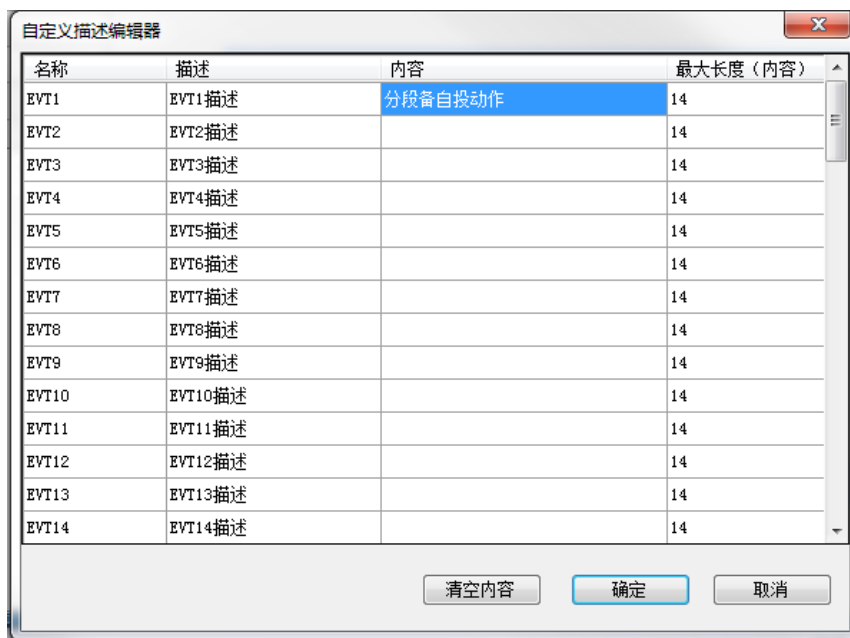 自定义描述编辑器
名称 描述 内容 最大长度（内容）
EVT1 EVT1描述 分段备自投动作 14
EVT2 EVT2描述 14
EVT3 EVT3描述 14
EVT4 EVT4描述 14
EVT5 EVT5描述 14
EVT6 EVT6描述 14
EVT7 EVT7描述 14
EVT8 EVT8描述 14
EVT9 EVT9描述 14
EVT10 EVT10描述 14
EVT11 EVT11描述 14
EVT12 EVT12描述 14
EVT13 EVT13描述 14
EVT14 EVT14描述 14
清空内容 确定 取消